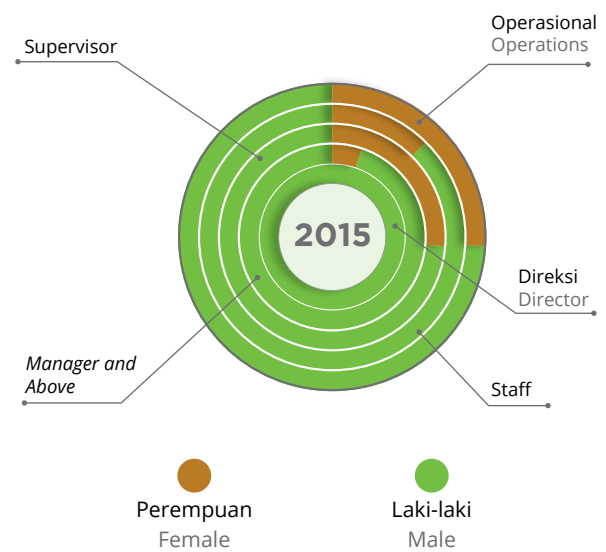 Operasional
Operations
Supervisor
2015
Direksi
Director
Manager and
Above
Staff
Perempuan
Female
Laki-laki
Male